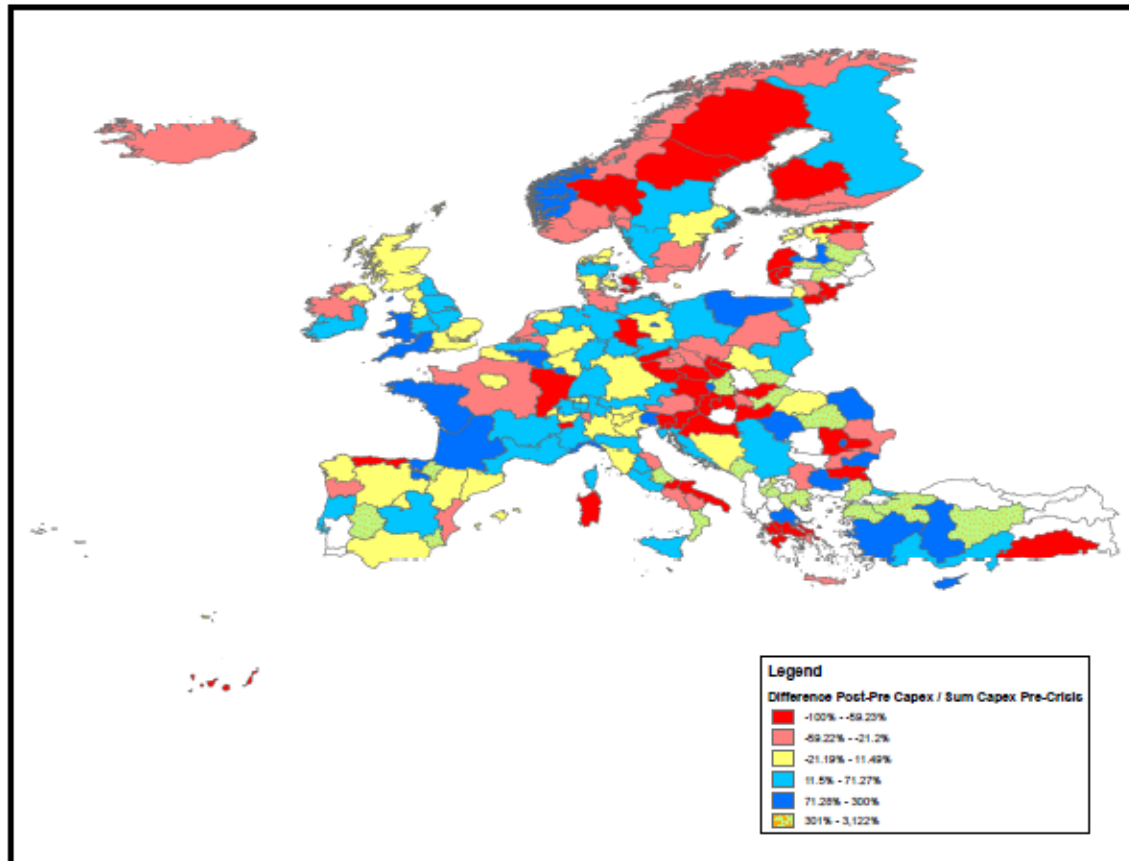 Legend
Difference Post-Pre Capex / Sum Capex Pre-Crisis
-100% - -59.23%
-59.22% - -21.2%
-21.19% - 11.49%
11.5% - 71.27%
71.28% - 300%
301% - 3,122%